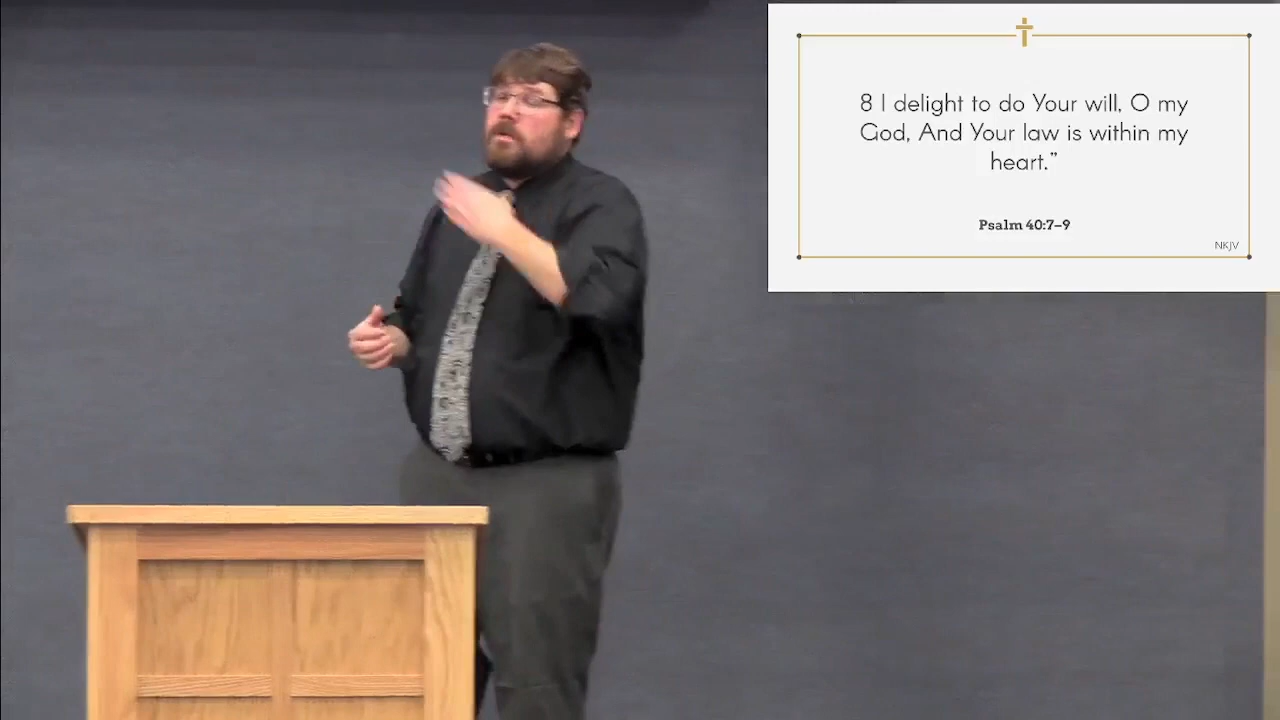 8 I delight to do Your will, O my
God, And Your law is within my
heart.”
Psalm 40:7–9
NKJV